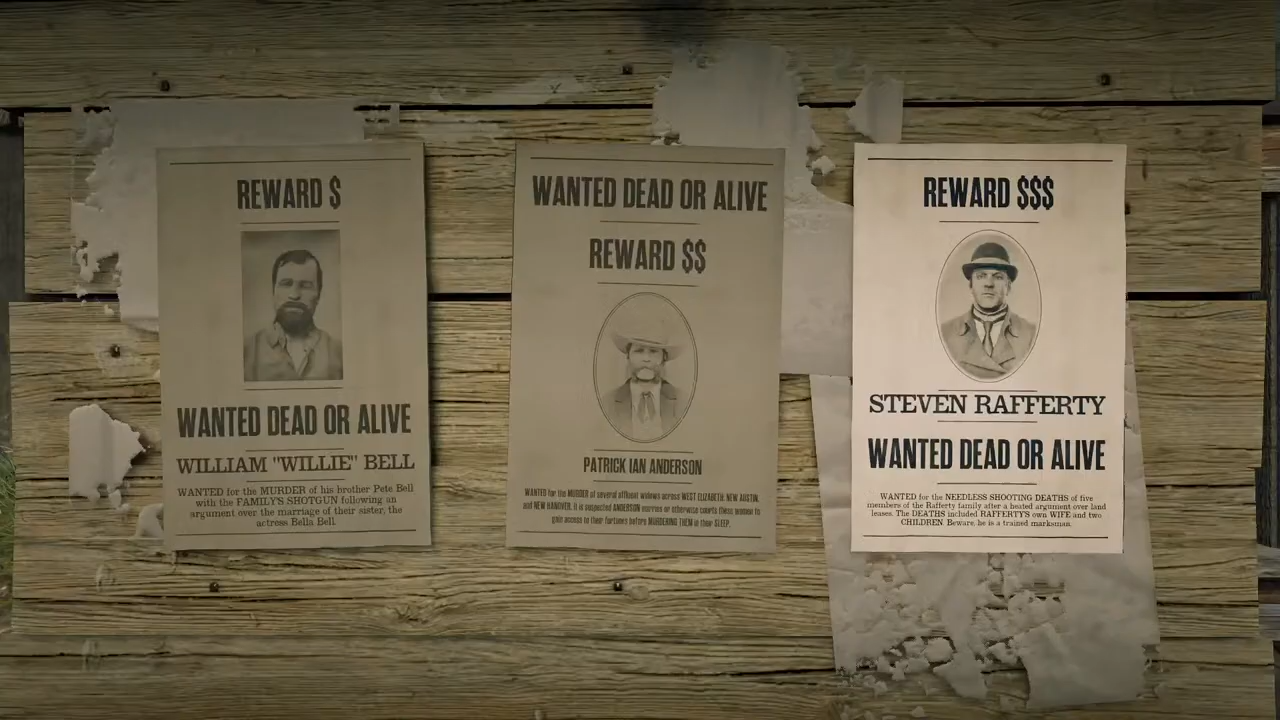 REWARD $
WANTED DEAD OR ALIVE
WILLIAM "WILLIE" BELL
WANTED for the MURDER of his brother Pete Bell
with the FAMILY'S SHOTGUN following an
argument over the marriage of their sister, the
actress Bella Bell.
WANTED DEAD OR ALIVE
REWARD $$
PATRICK IAN ANDERSON
WANTED for the MURDER of several affluent widows across WEST ELIZABETH, NEW AUSTIN,
and NEW HANOVER. It is suspected ANDERSON marries or otherwise courts these women to
gain access to their fortunes before MURDERING THEM in their SLEEP.
REWARD $$$
STEVEN RAFFERTY
WANTED DEAD OR ALIVE
WANTED for the NEEDLESS SHOOTING DEATHS of five
members of the Rafferty family after a heated argument over land
leases. The DEATHS included RAFFERTY'S own WIFE and two
CHILDREN Beware, he is a trained marksman.